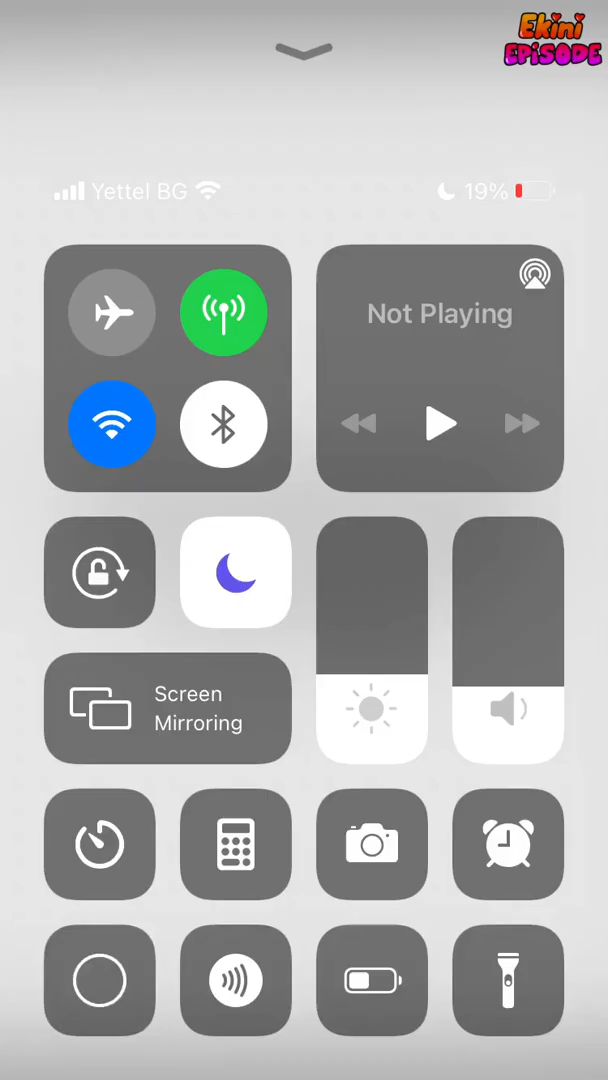 Ekini
EPiSODE
Yettel BG
19%
Not Playing
Screen
Mirroring